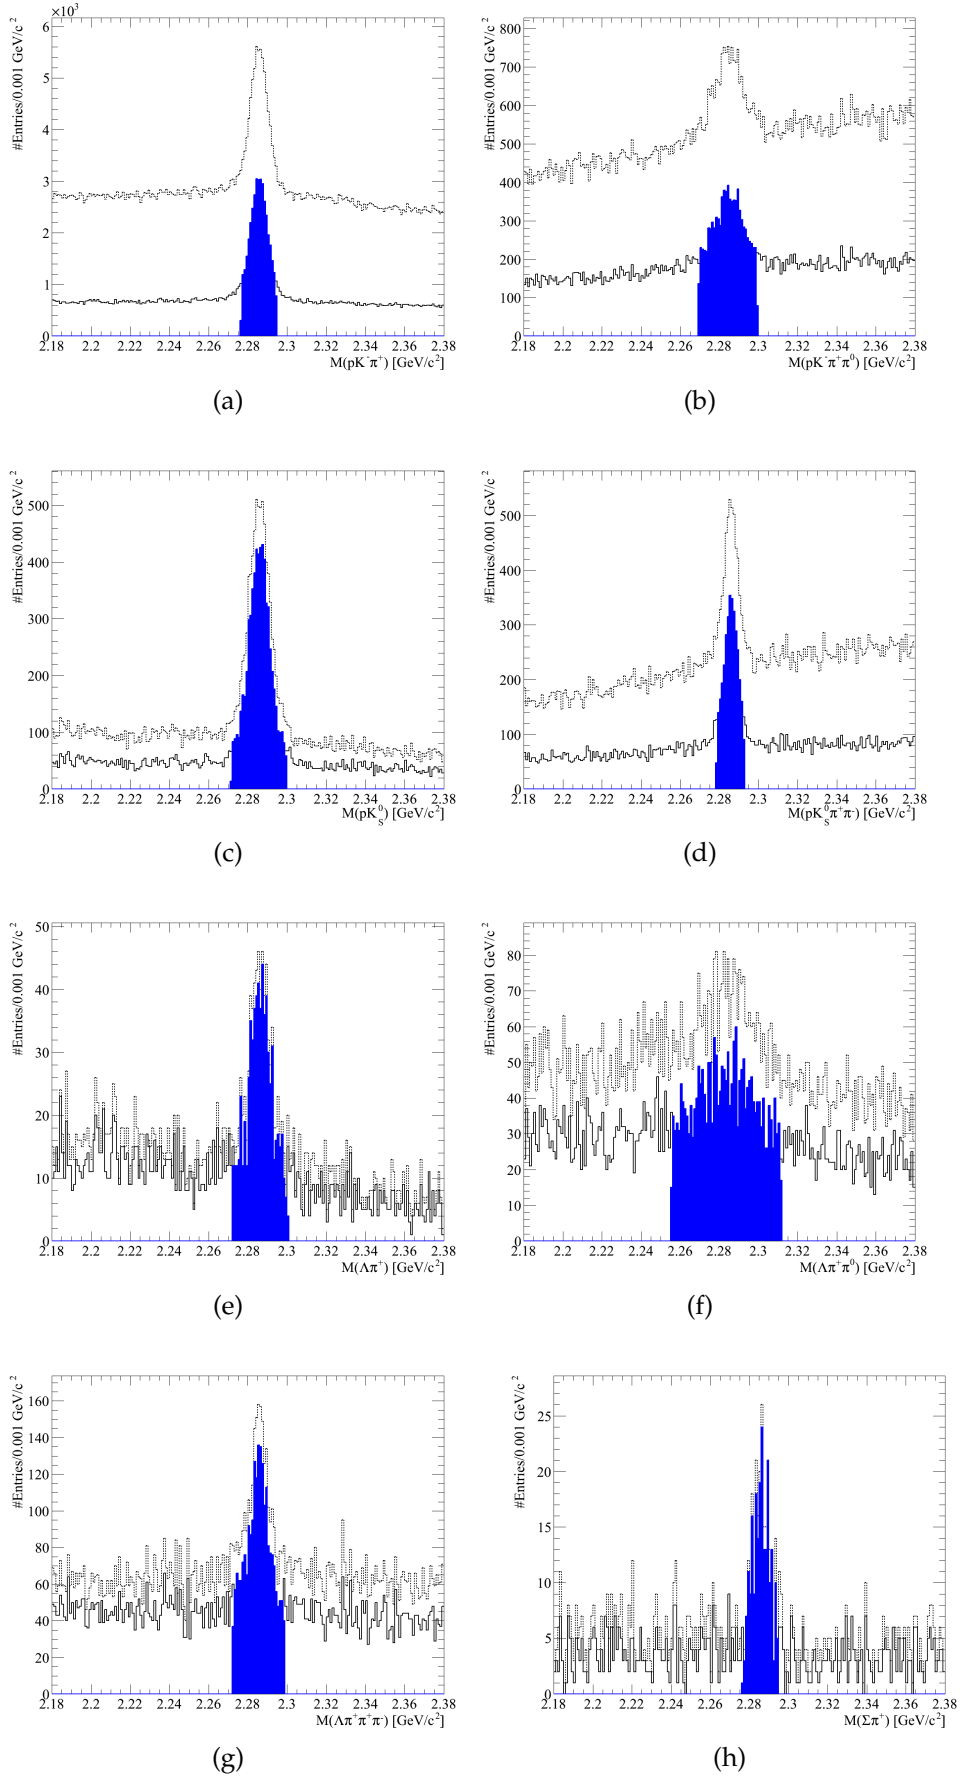 ×10³
#Entries/0.001 GeV/c²
6
5
4
3
2
1
0
2.18 2.2 2.22 2.24 2.26 2.28 2.3 2.32 2.34 2.36 2.38
M(pK⁻π⁺) [GeV/c²]
(a)
#Entries/0.001 GeV/c²
800
700
600
500
400
300
200
100
0
2.18 2.2 2.22 2.24 2.26 2.28 2.3 2.32 2.34 2.36 2.38
M(pK⁻π⁺π⁰) [GeV/c²]
(b)
#Entries/0.001 GeV/c²
500
400
300
200
100
0
2.18 2.2 2.22 2.24 2.26 2.28 2.3 2.32 2.34 2.36 2.38
M(pK⁰_S) [GeV/c²]
(c)
#Entries/0.001 GeV/c²
500
400
300
200
100
0
2.18 2.2 2.22 2.24 2.26 2.28 2.3 2.32 2.34 2.36 2.38
M(pK⁰_Sπ⁺π⁻) [GeV/c²]
(d)
#Entries/0.001 GeV/c²
50
40
30
20
10
0
2.18 2.2 2.22 2.24 2.26 2.28 2.3 2.32 2.34 2.36 2.38
M(Λπ⁺) [GeV/c²]
(e)
#Entries/0.001 GeV/c²
80
70
60
50
40
30
20
10
0
2.18 2.2 2.22 2.24 2.26 2.28 2.3 2.32 2.34 2.36 2.38
M(Λπ⁺π⁰) [GeV/c²]
(f)
#Entries/0.001 GeV/c²
160
140
120
100
80
60
40
20
0
2.18 2.2 2.22 2.24 2.26 2.28 2.3 2.32 2.34 2.36 2.38
M(Λπ⁺π⁺π⁻) [GeV/c²]
(g)
#Entries/0.001 GeV/c²
25
20
15
10
5
0
2.18 2.2 2.22 2.24 2.26 2.28 2.3 2.32 2.34 2.36 2.38
M(Σπ⁺) [GeV/c²]
(h)